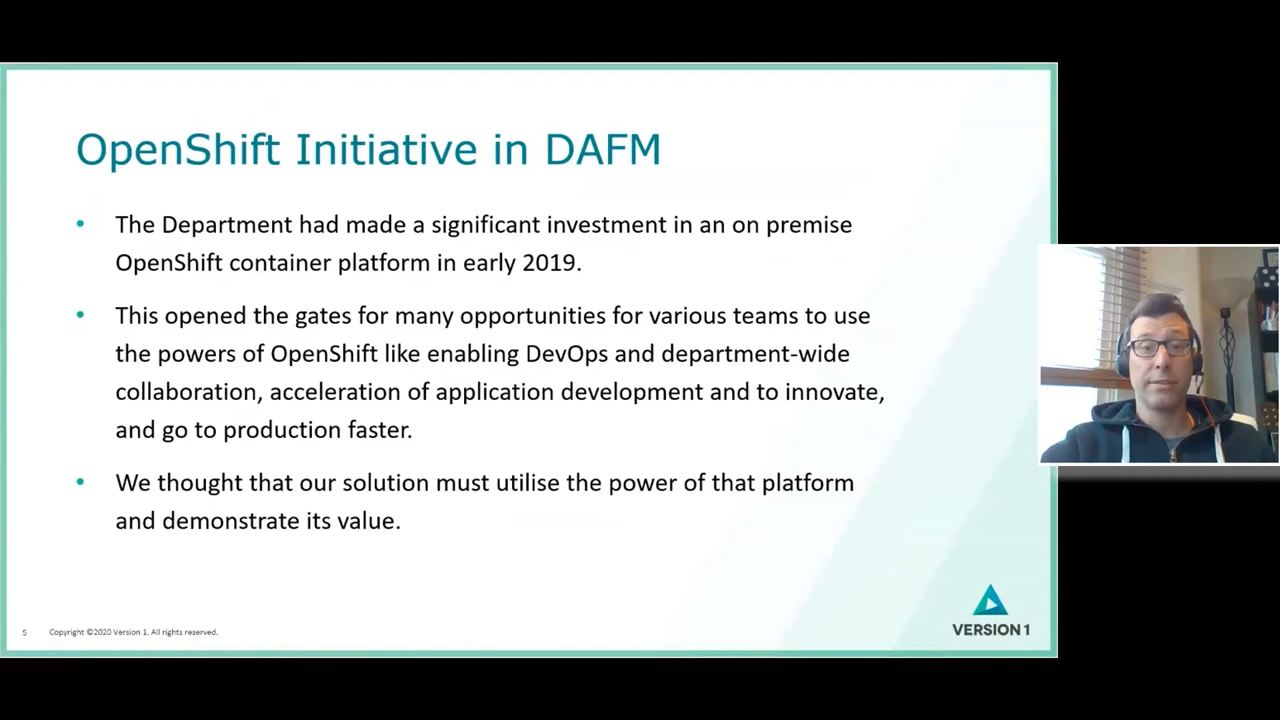 OpenShift Initiative in DAFM
• The Department had made a significant investment in an on premise
OpenShift container platform in early 2019.
• This opened the gates for many opportunities for various teams to use
the powers of OpenShift like enabling DevOps and department-wide
collaboration, acceleration of application development and to innovate,
and go to production faster.
• We thought that our solution must utilise the power of that platform
and demonstrate its value.
5 Copyright ©2020 Version 1. All rights reserved.
VERSION 1